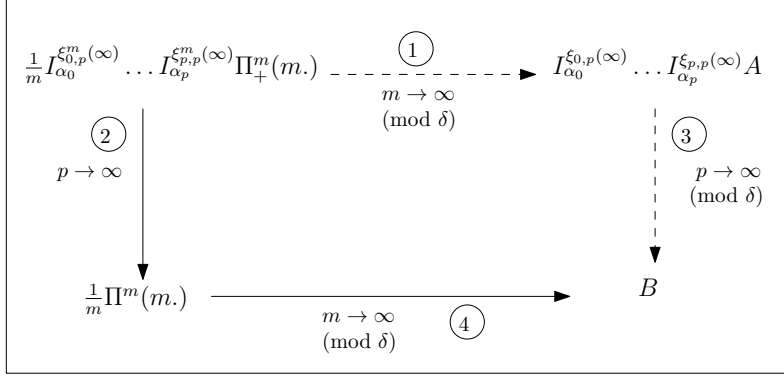 $\frac{1}{m} I_{\alpha_0}^{\xi_{0,p}^m(\infty)} \dots I_{\alpha_p}^{\xi_{p,p}^m(\infty)} \Pi_+^m(m.)$ 1 $I_{\alpha_0}^{\xi_{0,p}(\infty)} \dots I_{\alpha_p}^{\xi_{p,p}(\infty)} A$
$m \to \infty$
(mod $\delta$)
2
$p \to \infty$
3
$p \to \infty$
(mod $\delta$)
$\frac{1}{m} \Pi^m(m.)$
$B$
$m \to \infty$
(mod $\delta$)
4